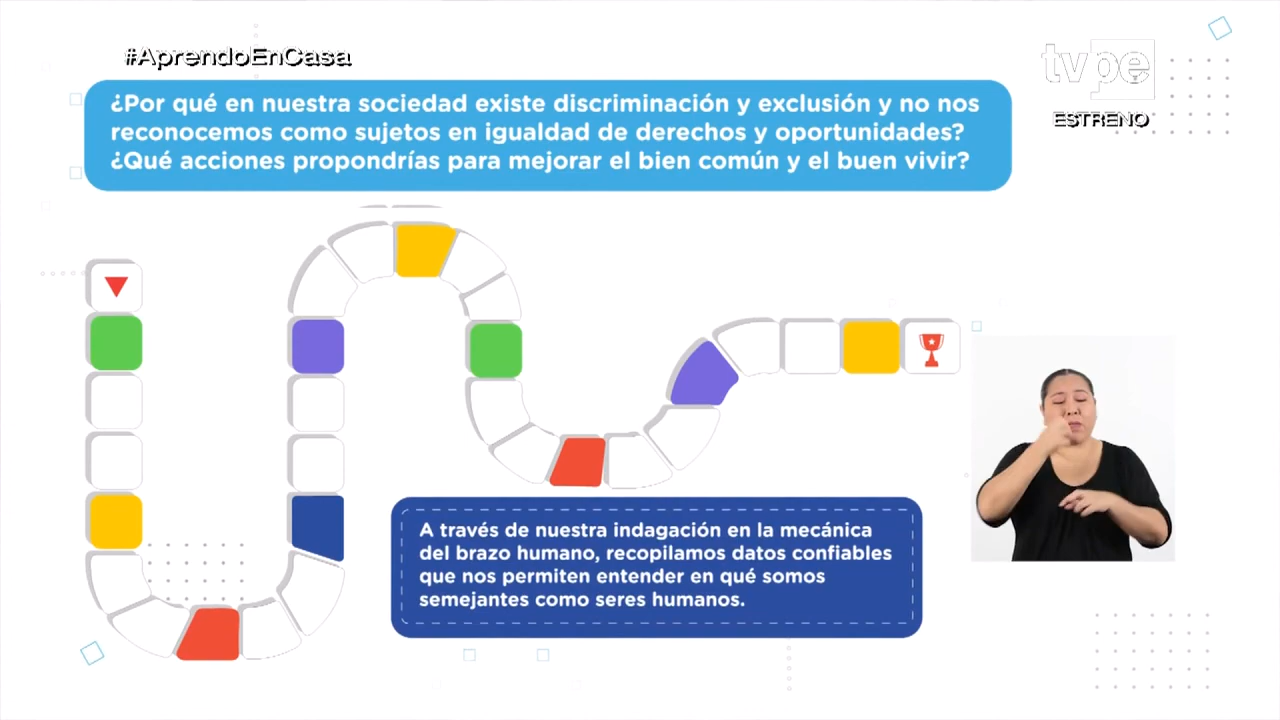 #AprendoEnCasa
tvpe
ESTRENO
¿Por qué en nuestra sociedad existe discriminación y exclusión y no nos
reconocemos como sujetos en igualdad de derechos y oportunidades?
¿Qué acciones propondrías para mejorar el bien común y el buen vivir?
A través de nuestra indagación en la mecánica
del brazo humano, recopilamos datos confiables
que nos permiten entender en qué somos
semejantes como seres humanos.